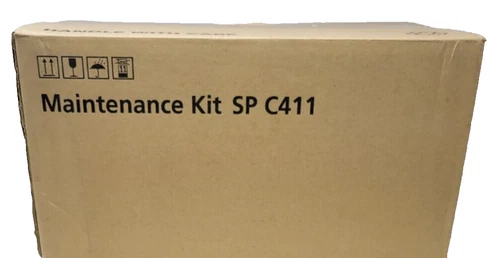 HANDLE WITH CARE
Maintenance Kit SP C411